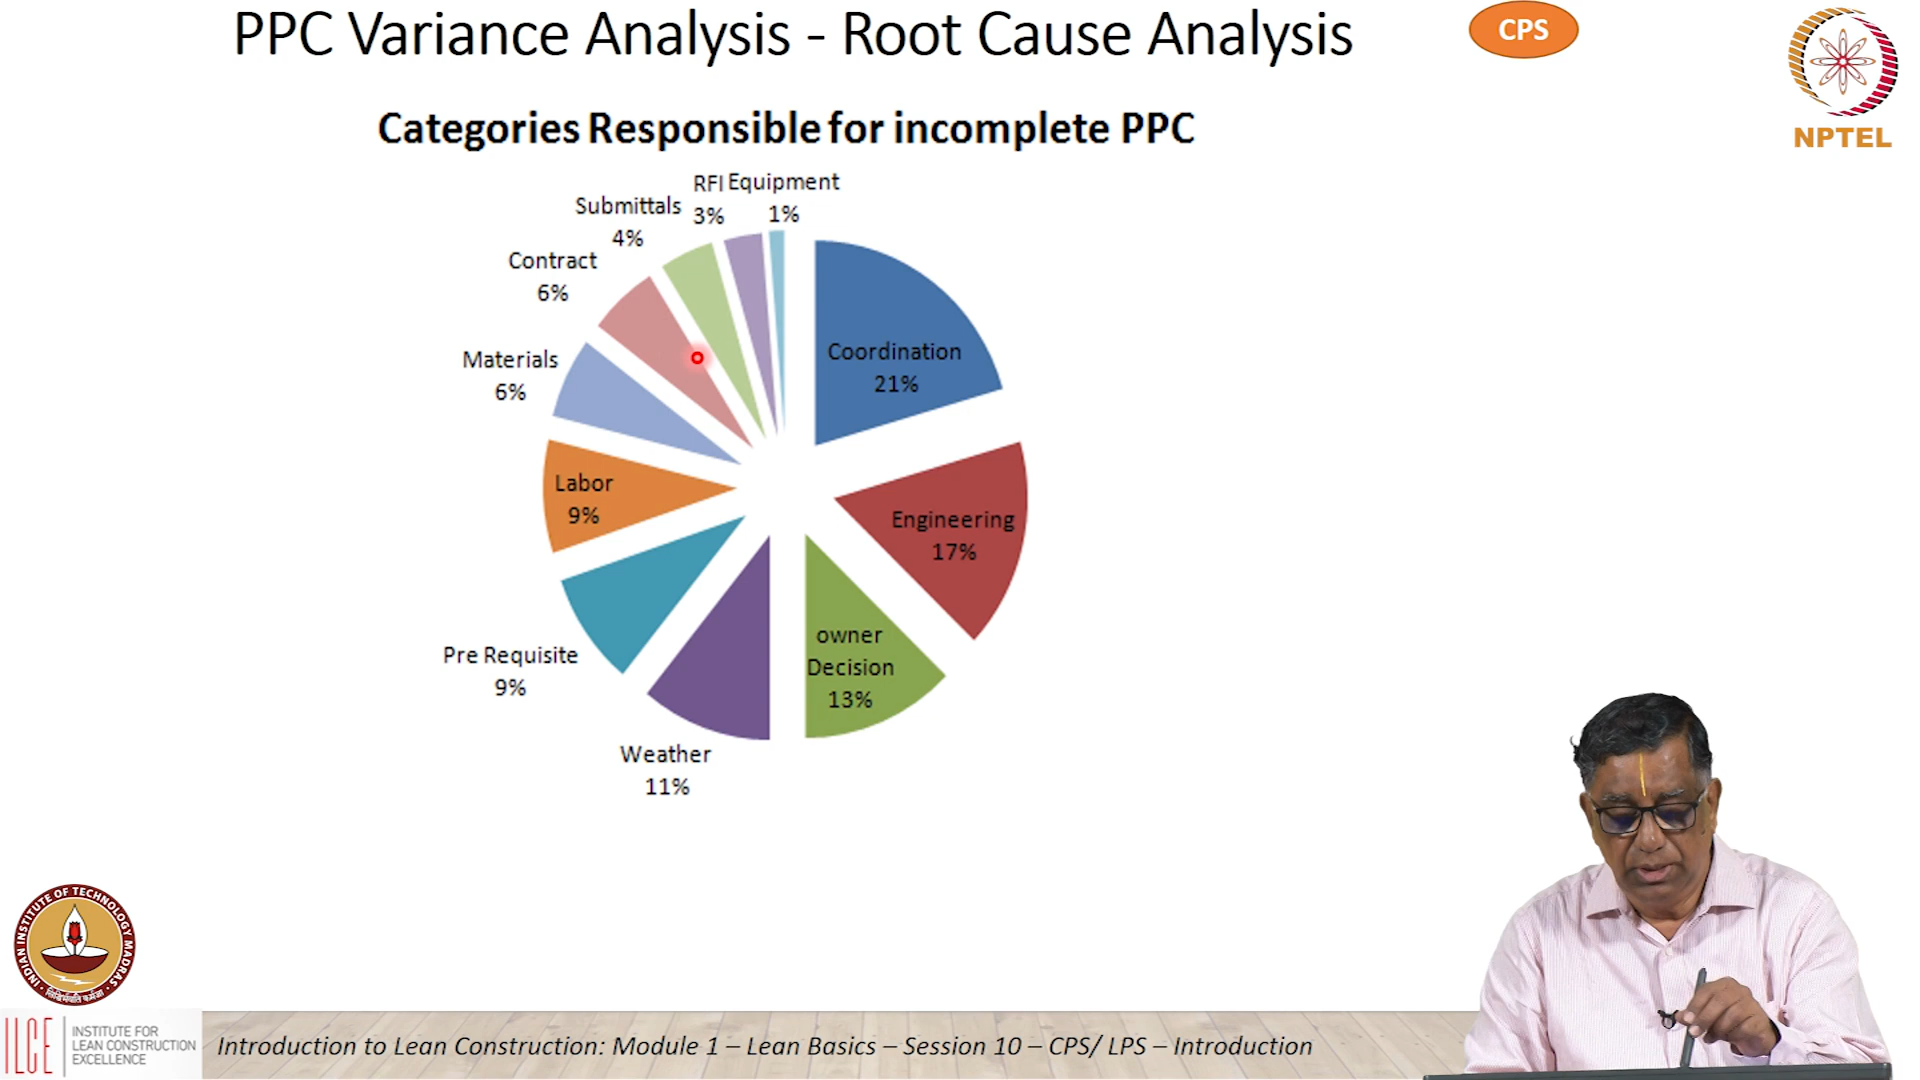 PPC Variance Analysis - Root Cause Analysis
CPS
NPTEL
Categories Responsible for incomplete PPC
RFI
3%
Equipment
1%
Submittals
4%
Contract
6%
Materials
6%
Labor
9%
Pre Requisite
9%
Weather
11%
owner
Decision
13%
Engineering
17%
Coordination
21%
INDIAN INSTITUTE OF TECHNOLOGY MADRAS
ILCE
INSTITUTE FOR
LEAN CONSTRUCTION
EXCELLENCE
Introduction to Lean Construction: Module 1 – Lean Basics – Session 10 – CPS/ LPS – Introduction